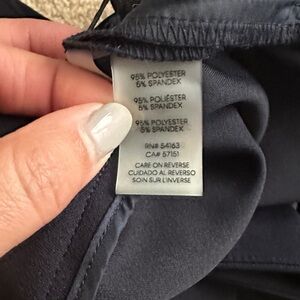 95% POLYESTER
5% SPANDEX
95% POLIÉSTER
5% SPANDEX
95% POLYESTER
5% SPANDEX
RN# 54163
CA# 57151
CARE ON REVERSE
CUIDADO AL REVERSO
SOIN SUR L'INVERSE